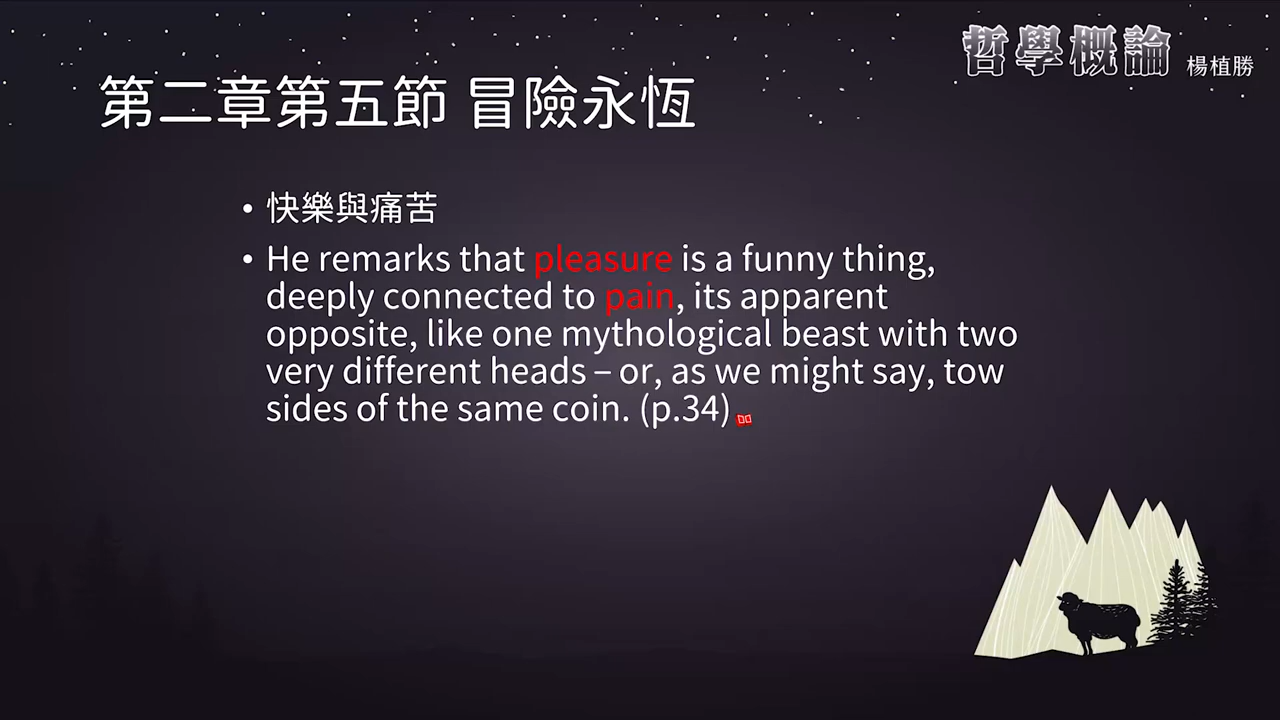 哲學概論 楊植勝
第二章第五節 冒險永恆
• 快樂與痛苦
• He remarks that pleasure is a funny thing,
deeply connected to pain, its apparent
opposite, like one mythological beast with two
very different heads – or, as we might say, tow
sides of the same coin. (p.34)